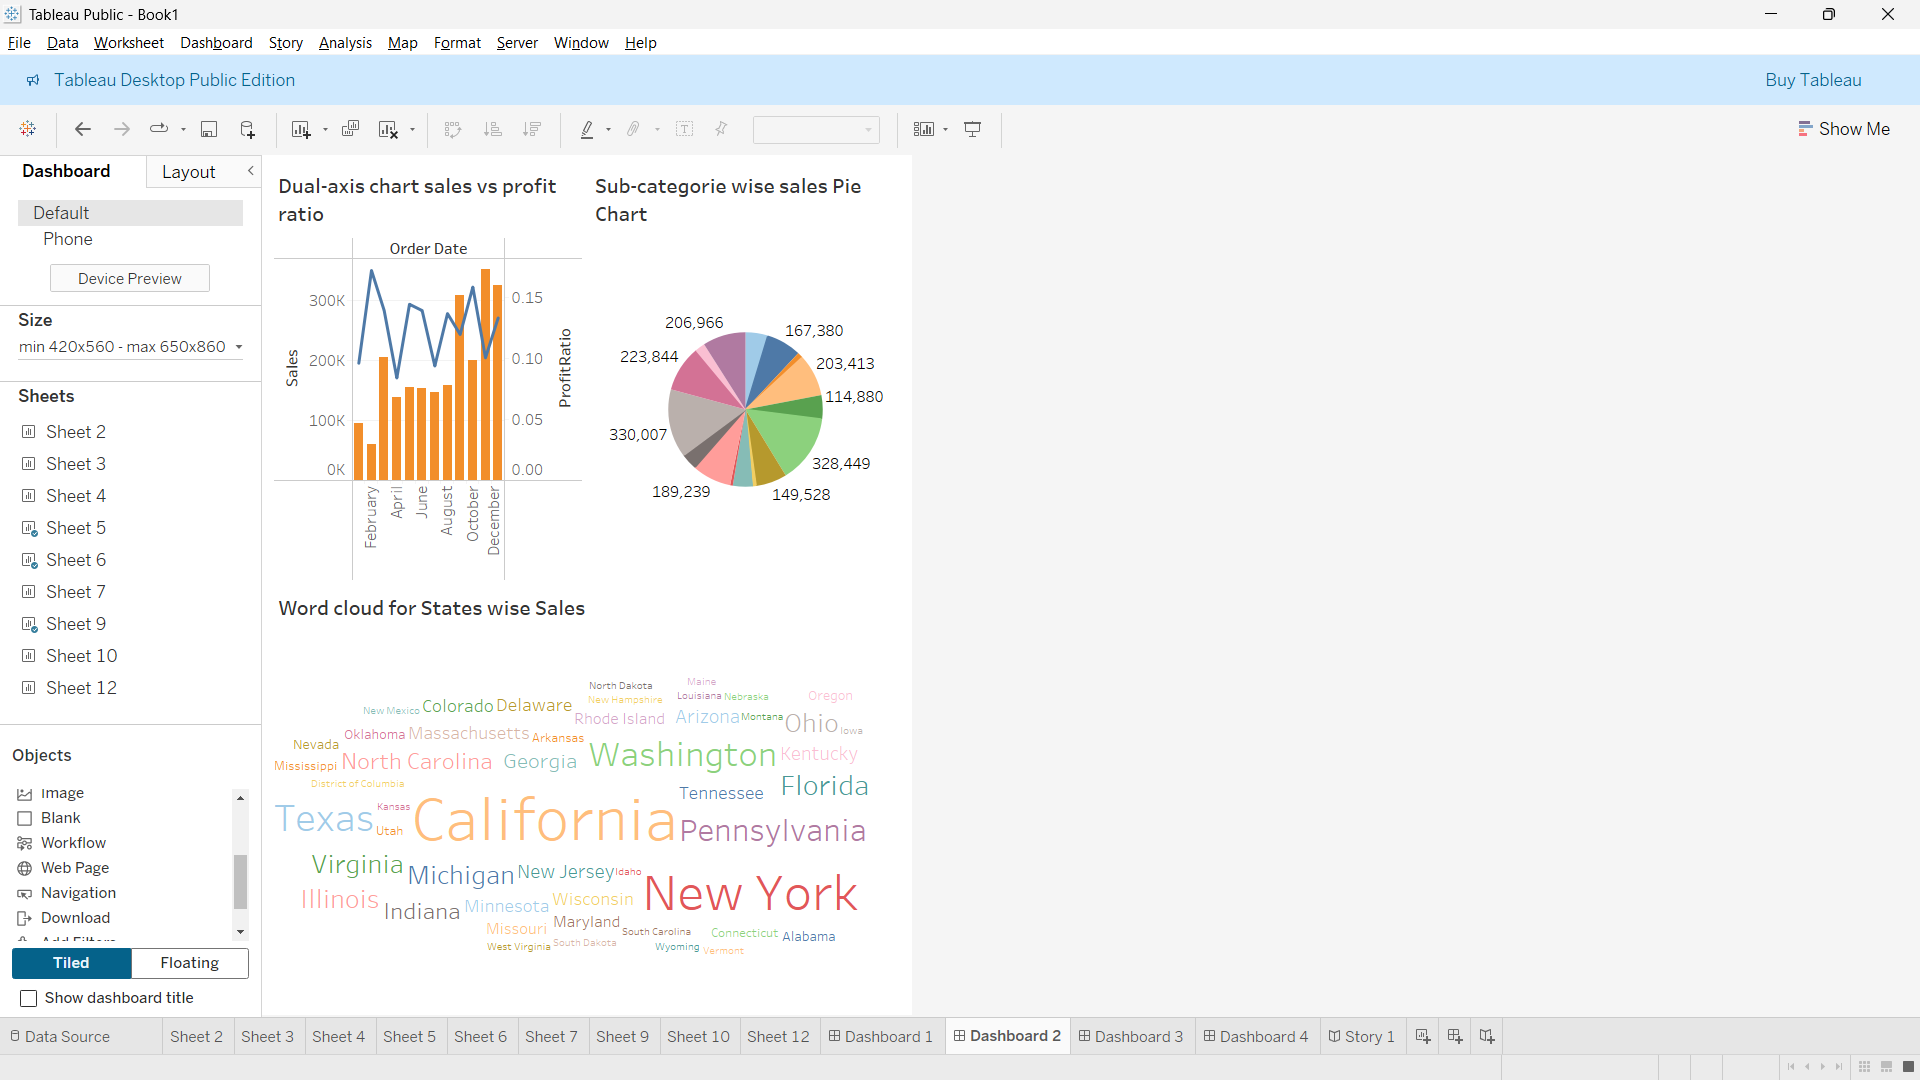 Tableau Public - Book1
File Data Worksheet Dashboard Story Analysis Map Format Server Window Help
Tableau Desktop Public Edition
Buy Tableau
Show Me
Dashboard
Layout
Default
Phone
Device Preview
Size
min 420x560 - max 650x860
Sheets
Sheet 2
Sheet 3
Sheet 4
Sheet 5
Sheet 6
Sheet 7
Sheet 9
Sheet 10
Sheet 12
Objects
Image
Blank
Workflow
Web Page
Navigation
Download
Add Filters
Tiled
Floating
Show dashboard title
Dual-axis chart sales vs profit
ratio
Order Date
Sales
300K
200K
100K
0K
0.15
0.10
0.05
0.00
ProfitRatio
February
April
June
August
October
December
Sub-categorie wise sales Pie
Chart
206,966
167,380
223,844
203,413
114,880
330,007
328,449
189,239
149,528
Word cloud for States wise Sales
North Dakota
Maine
New Hampshire
Louisiana
Nebraska
Oregon
New Mexico
Colorado
Delaware
Rhode Island
Arizona
Montana
Ohio
Iowa
Nevada
Oklahoma
Massachusetts
Arkansas
Washington
Kentucky
Mississippi
North Carolina
Georgia
District of Columbia
Tennessee
Florida
Texas
Kansas
Utah
California
Pennsylvania
Virginia
Michigan
New Jersey
Idaho
New York
Illinois
Indiana
Minnesota
Wisconsin
Missouri
Maryland
South Carolina
Connecticut
Alabama
West Virginia
South Dakota
Wyoming
Vermont
Data Source
Sheet 2
Sheet 3
Sheet 4
Sheet 5
Sheet 6
Sheet 7
Sheet 9
Sheet 10
Sheet 12
Dashboard 1
Dashboard 2
Dashboard 3
Dashboard 4
Story 1